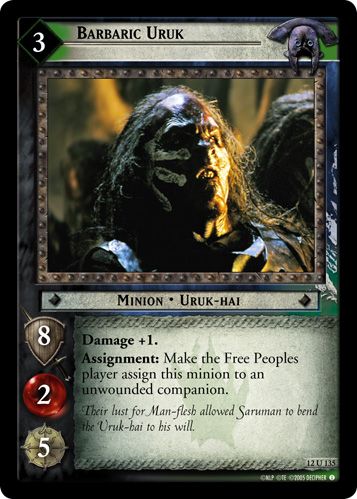 3
Barbaric Uruk
Minion • Uruk-hai
8
2
5
Damage +1.
Assignment: Make the Free Peoples
player assign this minion to an
unwounded companion.
Their lust for Man-flesh allowed Saruman to bend
the Uruk-hai to his will.
12 U 135
©NLP ©TE ©2005 DECIPHER